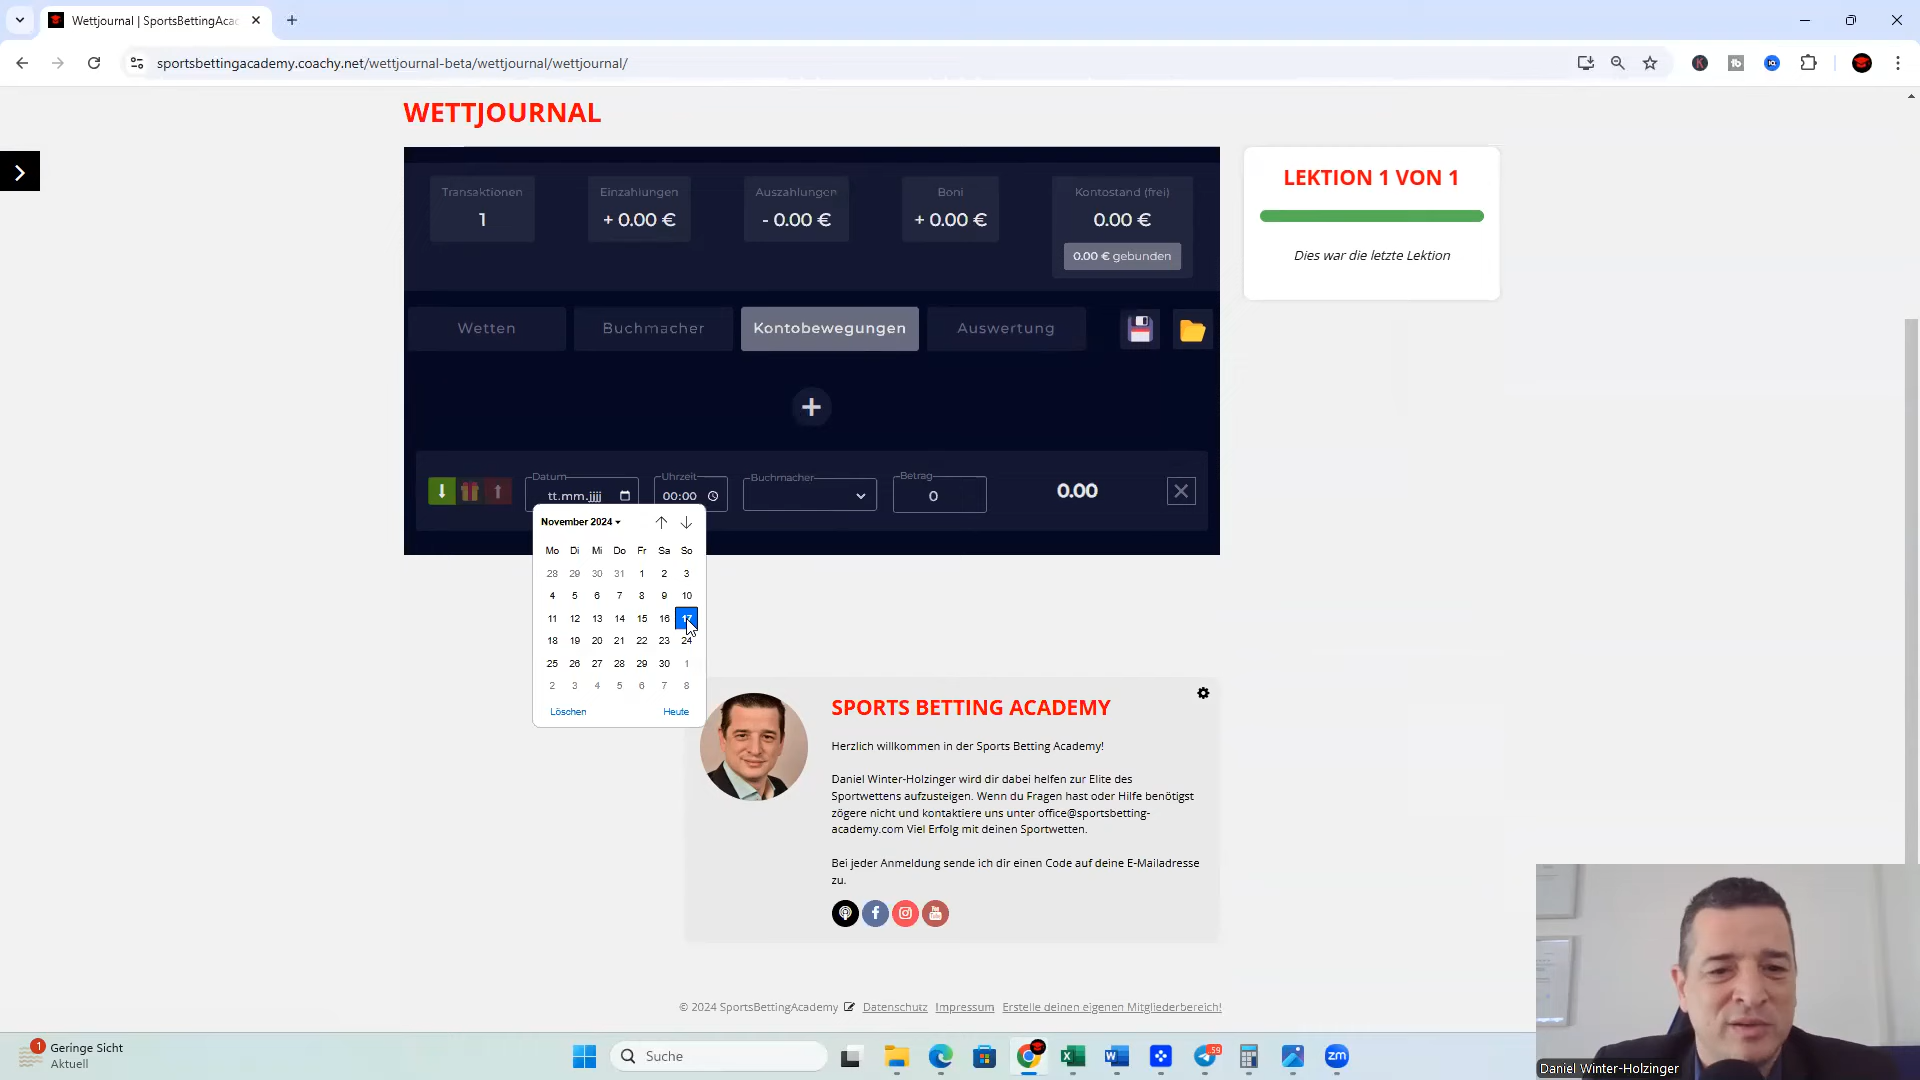 Wettjournal | SportsBettingAca
sportsbettingacademy.coachy.net/wettjournal-beta/wettjournal/wettjournal/
WETTJOURNAL
Transaktionen
1
Einzahlungen
+ 0.00 €
Auszahlungen
- 0.00 €
Boni
+ 0.00 €
Kontostand (frei)
0.00 €
0.00 € gebunden
LEKTION 1 VON 1
Dies war die letzte Lektion
Wetten
Buchmacher
Kontobewegungen
Auswertung
Datum
tt.mm.jjjj
Uhrzeit
00:00
Buchmacher
Betrag
0
0.00
November 2024
Mo Di Mi Do Fr Sa So
28 29 30 31 1 2 3
4 5 6 7 8 9 10
11 12 13 14 15 16 17
18 19 20 21 22 23 24
25 26 27 28 29 30 1
2 3 4 5 6 7 8
Löschen
Heute
SPORTS BETTING ACADEMY
Herzlich willkommen in der Sports Betting Academy!
Daniel Winter-Holzinger wird dir dabei helfen zur Elite des
Sportwettens aufzusteigen. Wenn du Fragen hast oder Hilfe benötigst
zögere nicht und kontaktiere uns unter office@sportsbetting-
academy.com Viel Erfolg mit deinen Sportwetten.
Bei jeder Anmeldung sende ich dir einen Code auf deine E-Mailadresse
zu.
You
Tube
© 2024 SportsBettingAcademy Datenschutz Impressum Erstelle deinen eigenen Mitgliederbereich!
Daniel Winter-Holzinger
1
Geringe Sicht
Aktuell
Suche
59
zm